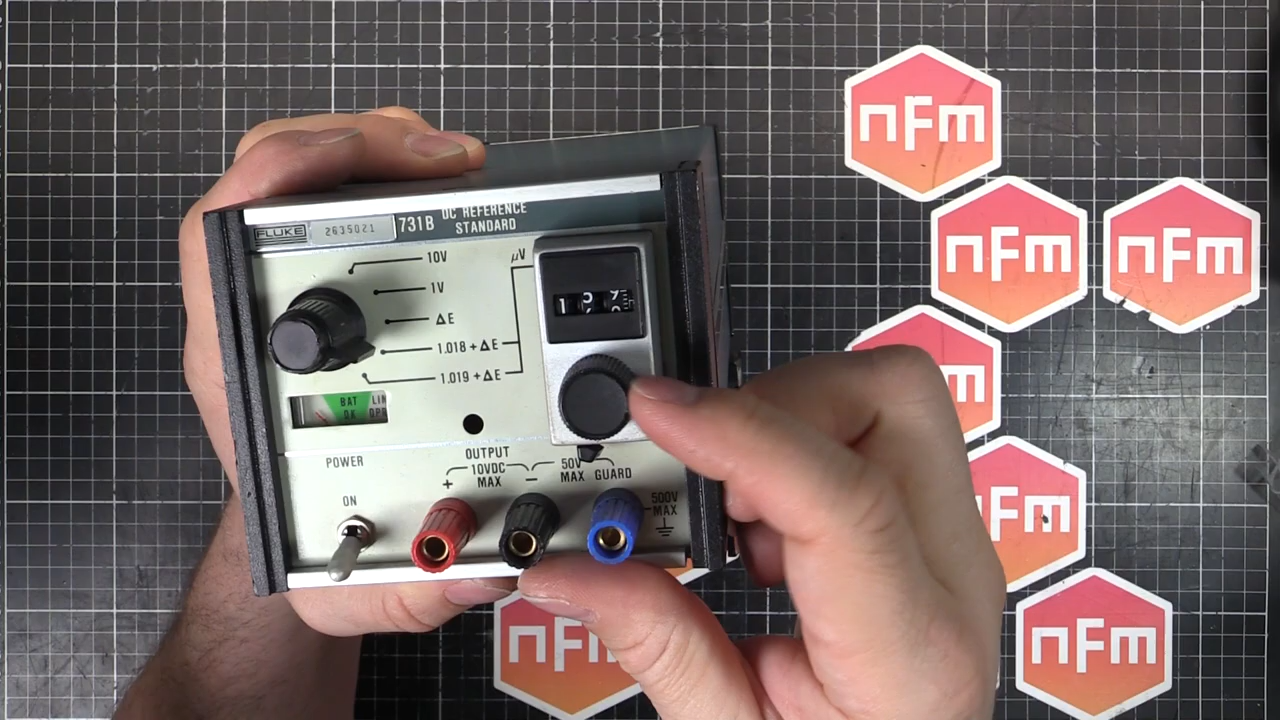 FLUKE 2635021 731B DC REFERENCE
STANDARD
10V
µV
1V
ΔE
1.018 + ΔE
1.019 + ΔE
BAT
OK
POWER
ON
OUTPUT
10VDC
MAX
+
−
50V
MAX
GUARD
500V
MAX
nFm
nFm
nFm
nFm
nFm